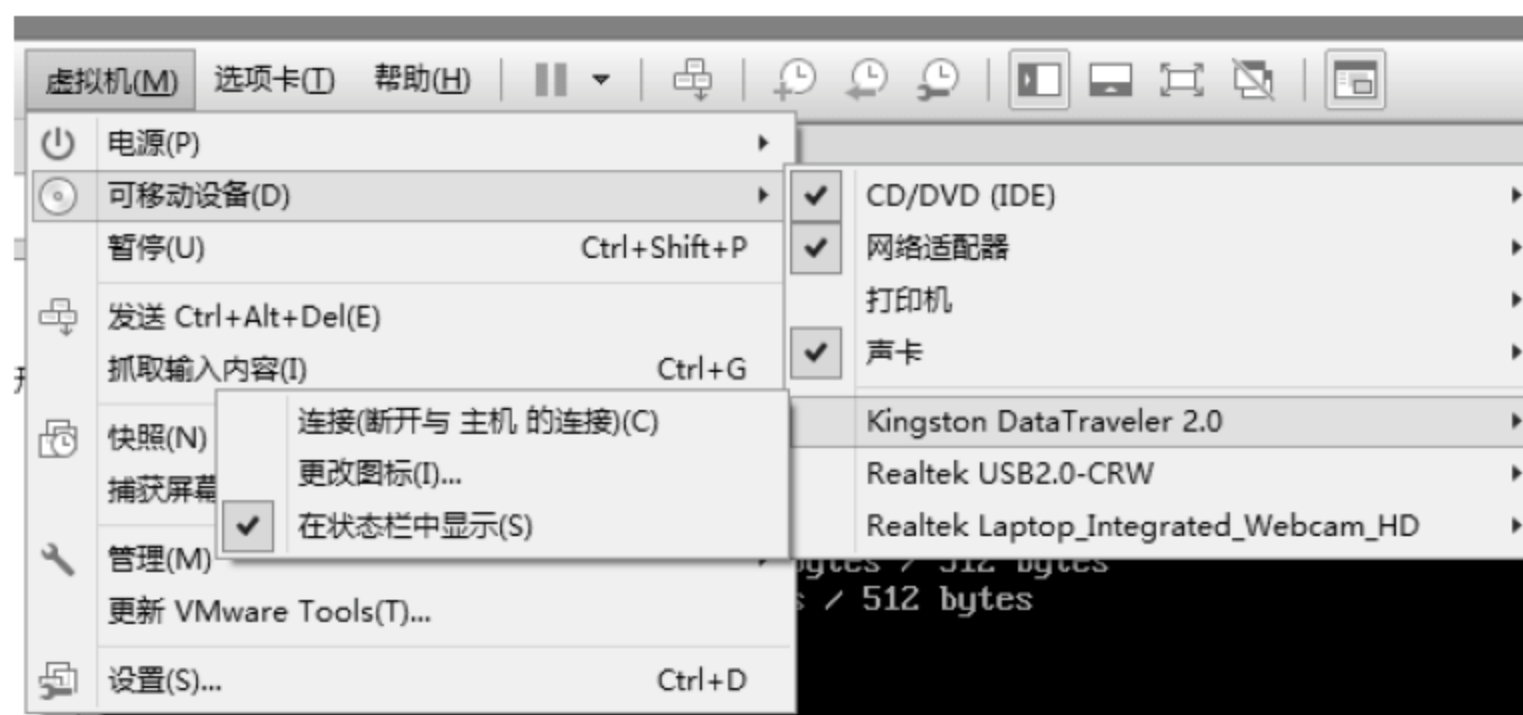 虚拟机(M) 选项卡(T) 帮助(H)
电源(P)
可移动设备(D)
暂停(U) Ctrl+Shift+P
发送 Ctrl+Alt+Del(E)
抓取输入内容(I) Ctrl+G
快照(N)
捕获屏幕
管理(M)
更新 VMware Tools(T)...
设置(S)... Ctrl+D
CD/DVD (IDE)
网络适配器
打印机
声卡
Kingston DataTraveler 2.0
Realtek USB2.0-CRW
Realtek Laptop_Integrated_Webcam_HD
连接(断开与 主机 的连接)(C)
更改图标(I)...
在状态栏中显示(S)
bytes / 512 bytes
/ 512 bytes